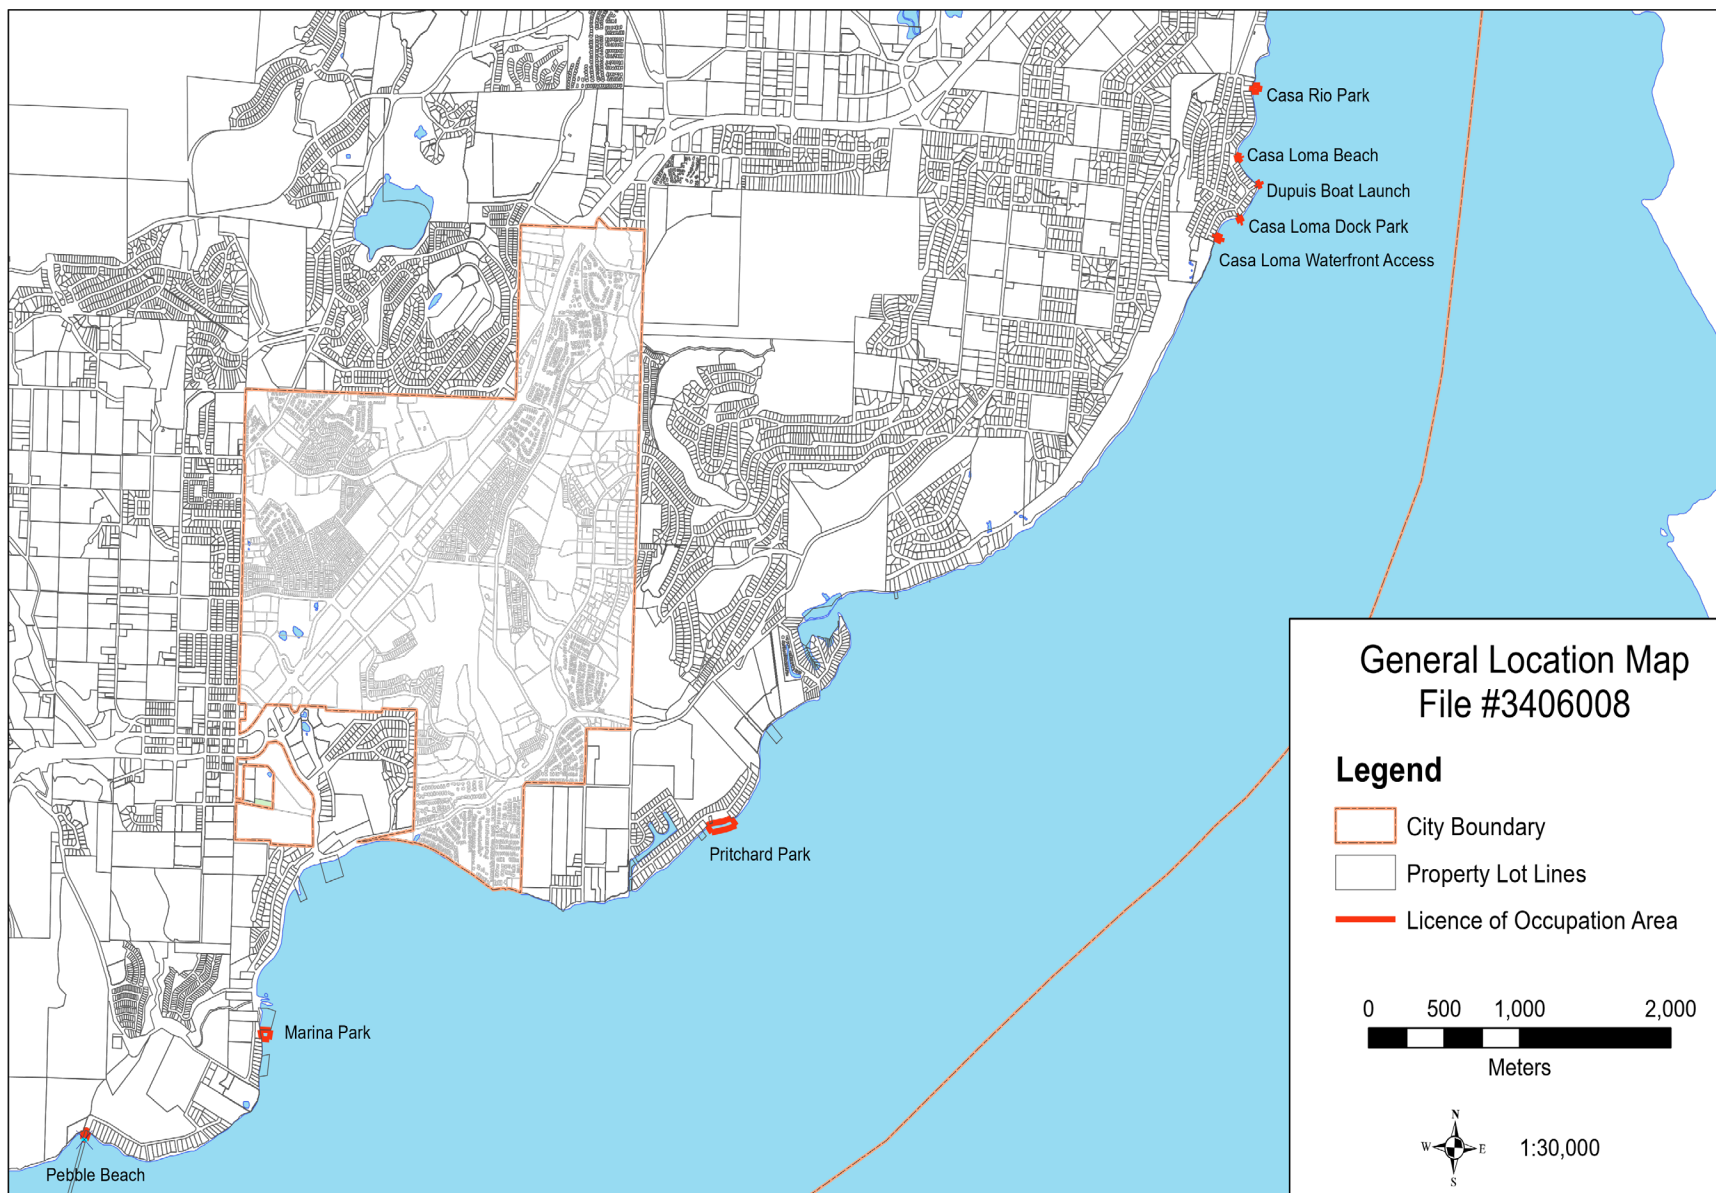 Casa Rio Park
Casa Loma Beach
Dupuis Boat Launch
Casa Loma Dock Park
Casa Loma Waterfront Access
Pritchard Park
Marina Park
Pebble Beach
General Location Map
File #3406008
Legend
City Boundary
Property Lot Lines
Licence of Occupation Area
0 500 1,000 2,000
Meters
N
W E
S
1:30,000